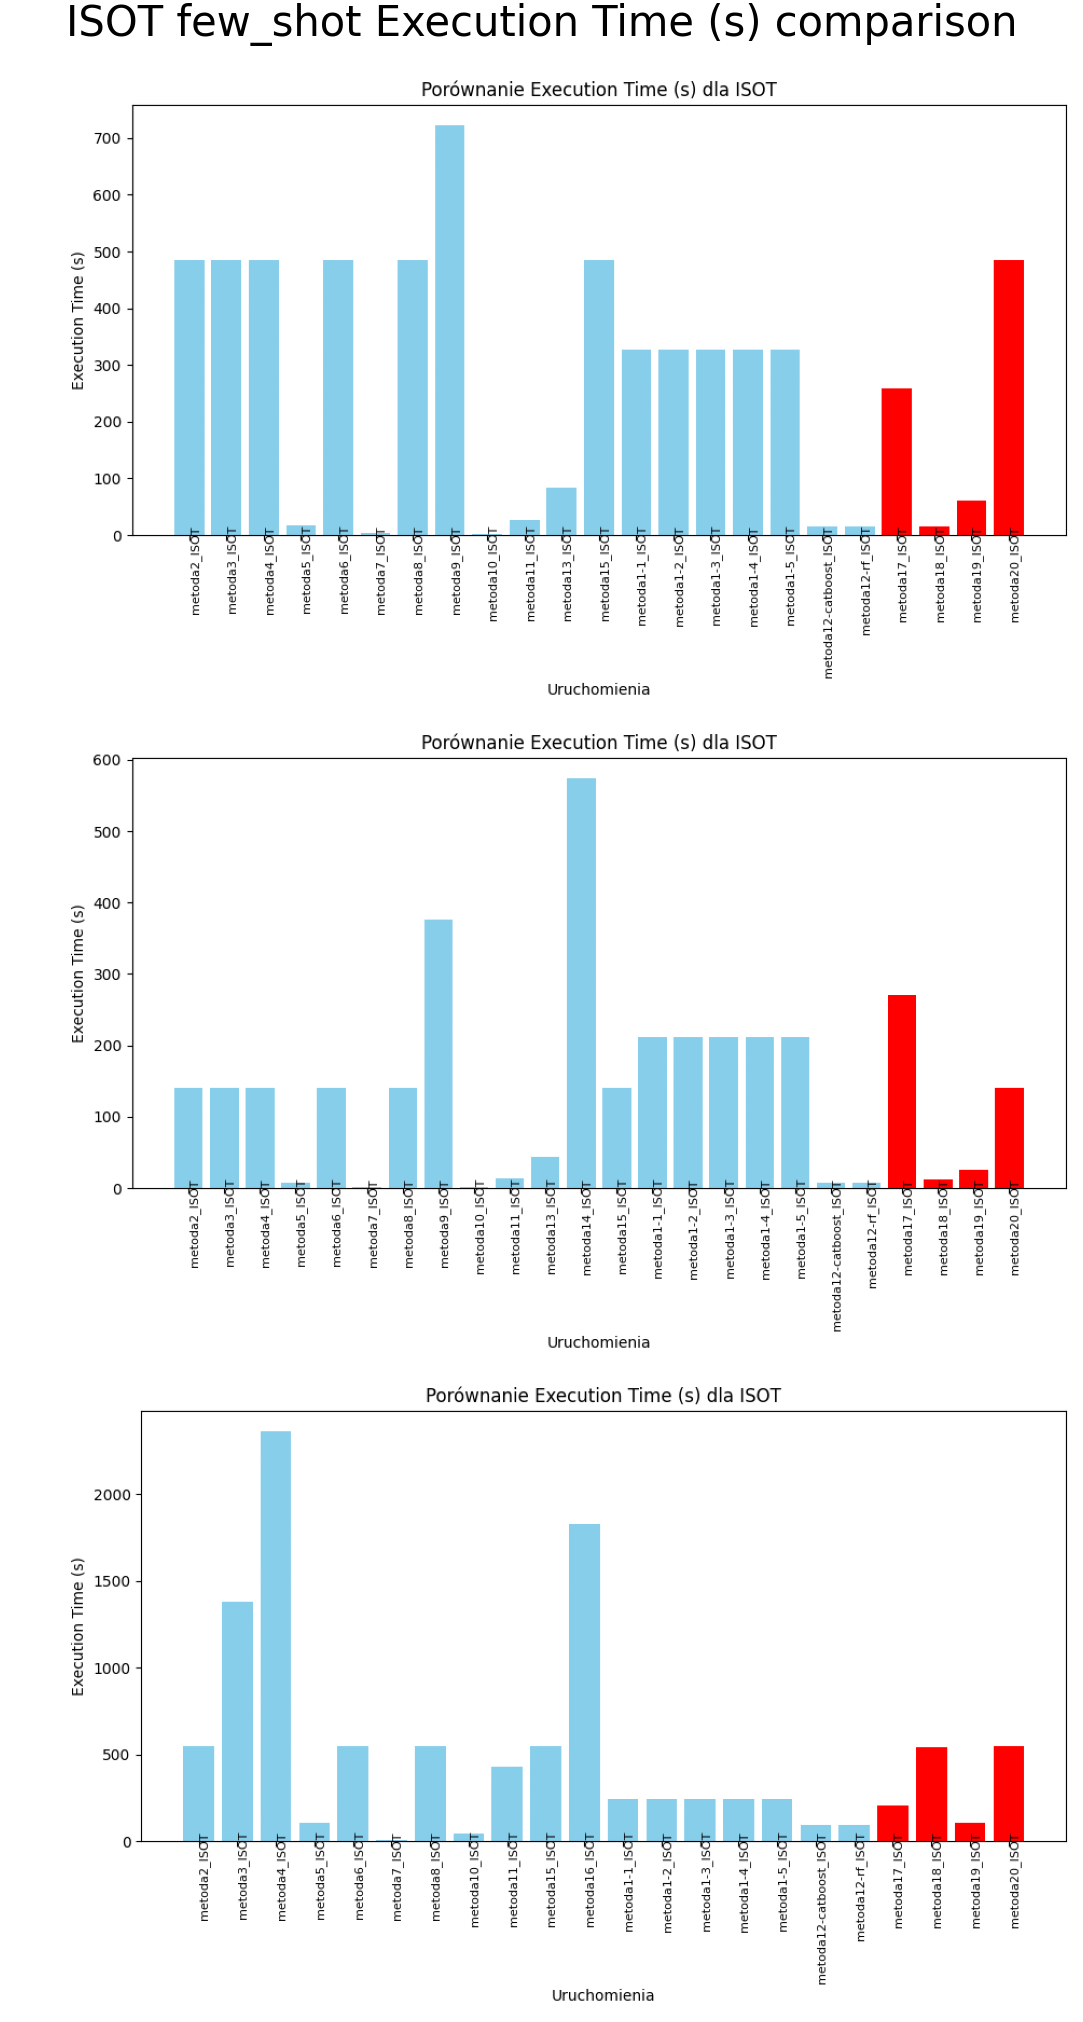 ISOT few_shot Execution Time (s) comparison
Porównanie Execution Time (s) dla ISOT
Execution Time (s)
700
600
500
400
300
200
100
0
metoda2_ISOT
metoda3_ISOT
metoda4_ISOT
metoda5_ISOT
metoda6_ISOT
metoda7_ISOT
metoda8_ISOT
metoda9_ISOT
metoda10_ISOT
metoda11_ISOT
metoda13_ISOT
metoda15_ISOT
metoda1-1_ISOT
metoda1-2_ISOT
metoda1-3_ISOT
metoda1-4_ISOT
metoda1-5_ISOT
metoda12-catboost_ISOT
metoda12-rf_ISOT
metoda17_ISOT
metoda18_ISOT
metoda19_ISOT
metoda20_ISOT
Uruchomienia
Porównanie Execution Time (s) dla ISOT
Execution Time (s)
600
500
400
300
200
100
0
metoda2_ISOT
metoda3_ISOT
metoda4_ISOT
metoda5_ISOT
metoda6_ISOT
metoda7_ISOT
metoda8_ISOT
metoda9_ISOT
metoda10_ISOT
metoda11_ISOT
metoda13_ISOT
metoda14_ISOT
metoda15_ISOT
metoda1-1_ISOT
metoda1-2_ISOT
metoda1-3_ISOT
metoda1-4_ISOT
metoda1-5_ISOT
metoda12-catboost_ISOT
metoda12-rf_ISOT
metoda17_ISOT
metoda18_ISOT
metoda19_ISOT
metoda20_ISOT
Uruchomienia
Porównanie Execution Time (s) dla ISOT
Execution Time (s)
2000
1500
1000
500
0
metoda2_ISOT
metoda3_ISOT
metoda4_ISOT
metoda5_ISOT
metoda6_ISOT
metoda7_ISOT
metoda8_ISOT
metoda10_ISOT
metoda11_ISOT
metoda15_ISOT
metoda16_ISOT
metoda1-1_ISOT
metoda1-2_ISOT
metoda1-3_ISOT
metoda1-4_ISOT
metoda1-5_ISOT
metoda12-catboost_ISOT
metoda12-rf_ISOT
metoda17_ISOT
metoda18_ISOT
metoda19_ISOT
metoda20_ISOT
Uruchomienia